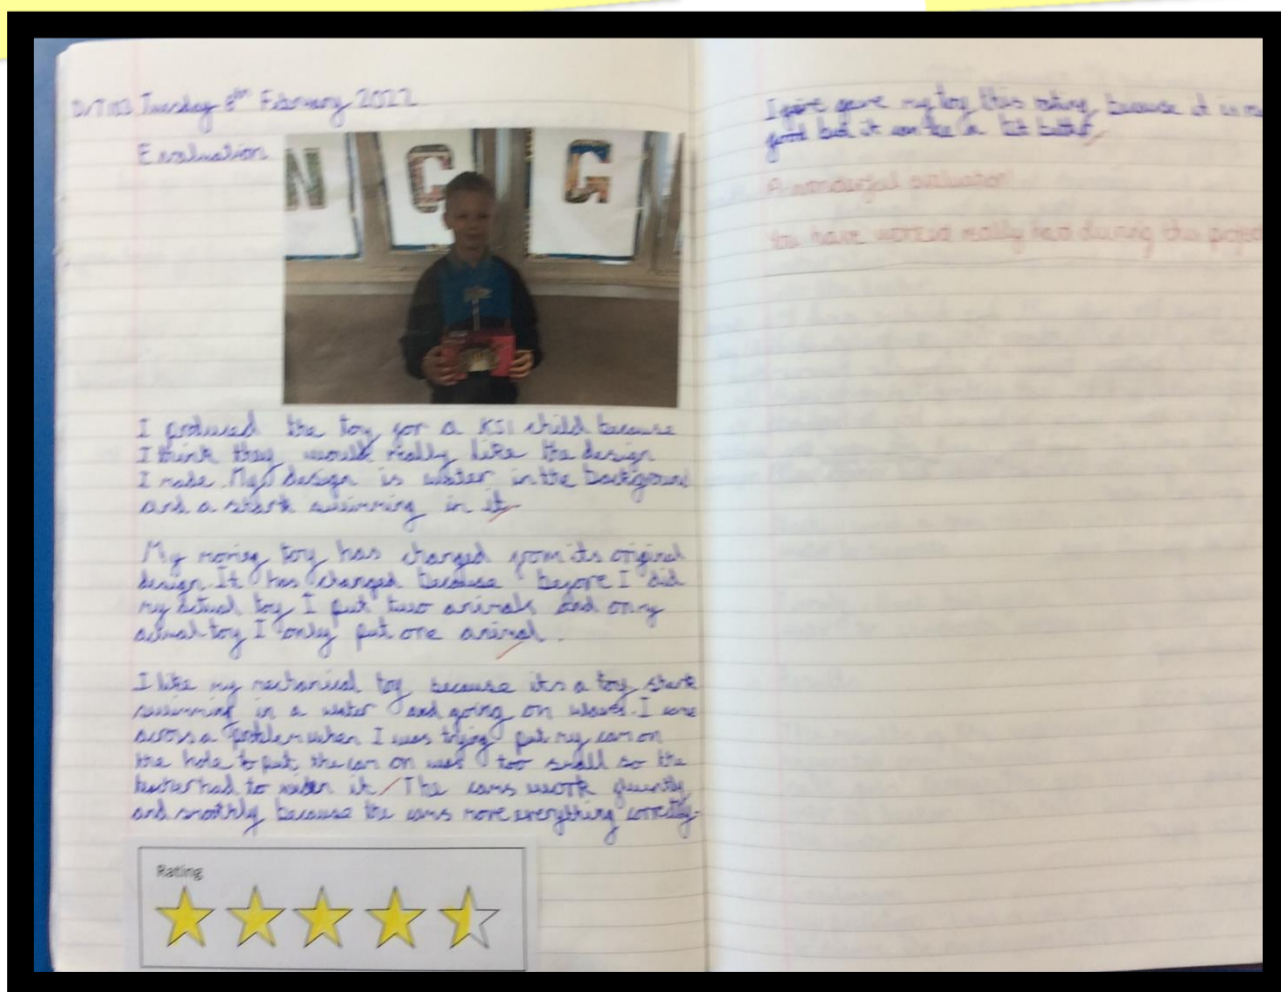 Tuesday 8th February 2022
Evaluation
N C G
I produced the toy for a KS1 child because
I think they would really like the design
I made. My design is water in the background
and a shark swimming in it.
My moving toy has changed from its original
design. It has changed because before I did
my actual toy I put two animals and on my
actual toy I only put one animal.
I like my mechanical toy because its a toy shark
swimming in a water and going on waves. I came
across a problem when I was trying put my cam on
the hole to put the cam on was too small so the
teacher had to widen it. The cams work fluently
and smothly because the cams move everything correctly.
Rating
I gave my toy this rating because it is
good but it can be a bit better.
A wonderful evaluation!
You have worked really hard during this project